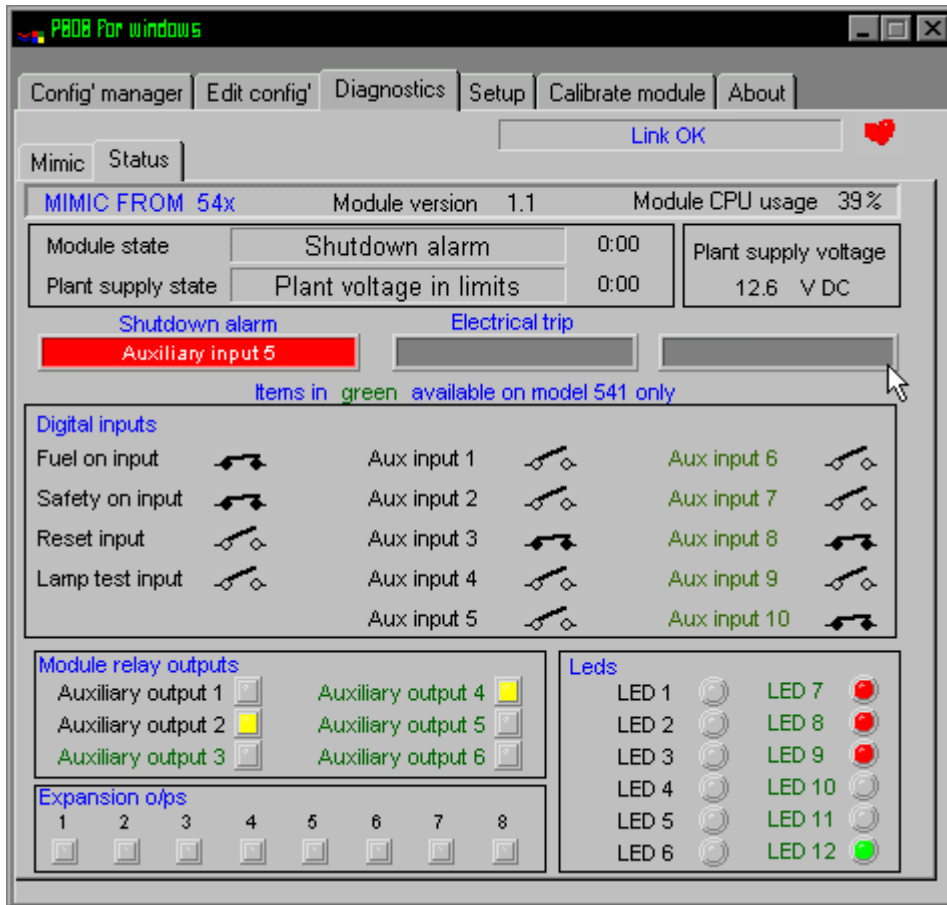 P808 For windows
Config' manager Edit config' Diagnostics Setup Calibrate module About
Link OK
Mimic Status
MIMIC FROM 54x Module version 1.1 Module CPU usage 39%
Module state Shutdown alarm 0:00
Plant supply state Plant voltage in limits 0:00
Plant supply voltage
12.6 V DC
Shutdown alarm Electrical trip
Auxiliary input 5
Items in green available on model 541 only
Digital inputs
Fuel on input Aux input 1 Aux input 6
Safety on input Aux input 2 Aux input 7
Reset input Aux input 3 Aux input 8
Lamp test input Aux input 4 Aux input 9
Aux input 5 Aux input 10
Module relay outputs
Auxiliary output 1 Auxiliary output 4
Auxiliary output 2 Auxiliary output 5
Auxiliary output 3 Auxiliary output 6
Expansion o/ps
1 2 3 4 5 6 7 8
Leds
LED 1 LED 7
LED 2 LED 8
LED 3 LED 9
LED 4 LED 10
LED 5 LED 11
LED 6 LED 12